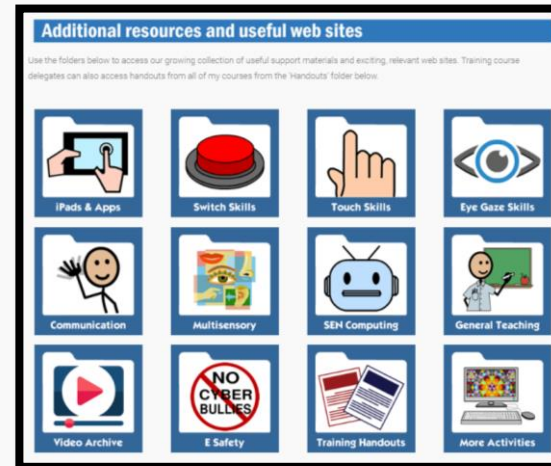 Additional resources and useful web sites
Use the folders below to access our growing collection of useful support materials and exciting, relevant web sites. Training course
delegates can also access handouts from all of my courses from the 'Handouts' folder below.
iPads & Apps
Switch Skills
Touch Skills
Eye Gaze Skills
Communication
Multisensory
SEN Computing
General Teaching
NO
CYBER
BULLIES
Video Archive
E Safety
Training Handouts
More Activities